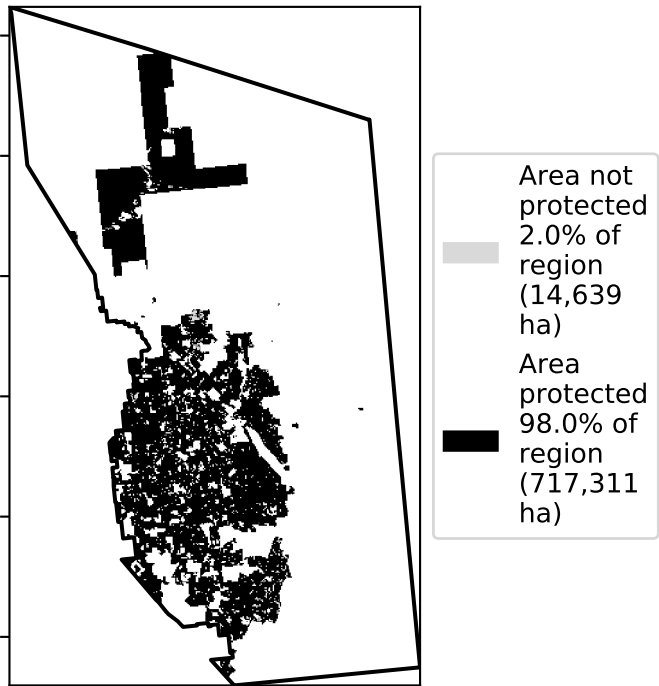 Area not
protected
2.0% of
region
(14,639
ha)
Area
protected
98.0% of
region
(717,311
ha)